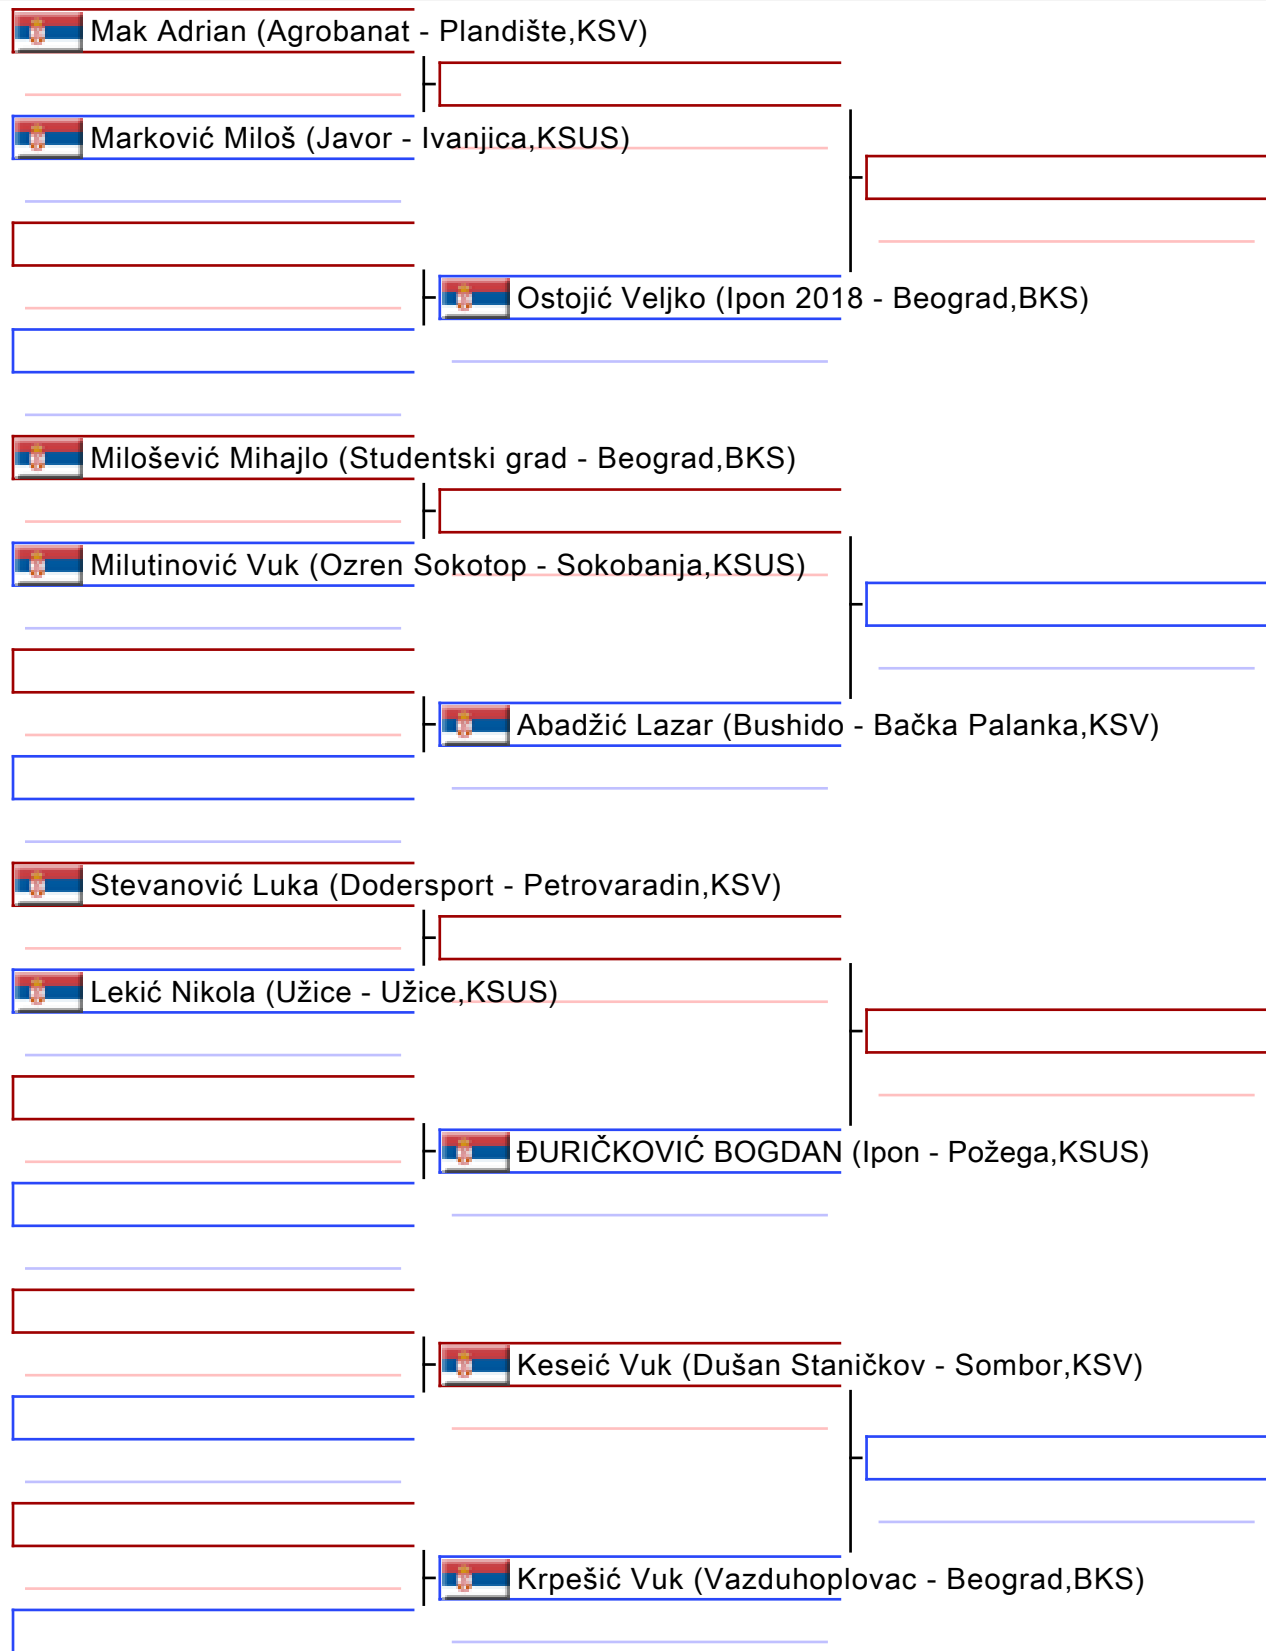 Mak Adrian (Agrobanat - Plandište,KSV)
Marković Miloš (Javor - Ivanjica,KSUS)
Ostojić Veljko (Ipon 2018 - Beograd,BKS)
Milošević Mihajlo (Studentski grad - Beograd,BKS)
Milutinović Vuk (Ozren Sokotop - Sokobanja,KSUS)
Abadžić Lazar (Bushido - Bačka Palanka,KSV)
Stevanović Luka (Dodersport - Petrovaradin,KSV)
Lekić Nikola (Užice - Užice,KSUS)
ĐURIČKOVIĆ BOGDAN (Ipon - Požega,KSUS)
Keseić Vuk (Dušan Staničkov - Sombor,KSV)
Krpešić Vuk (Vazduhoplovac - Beograd,BKS)